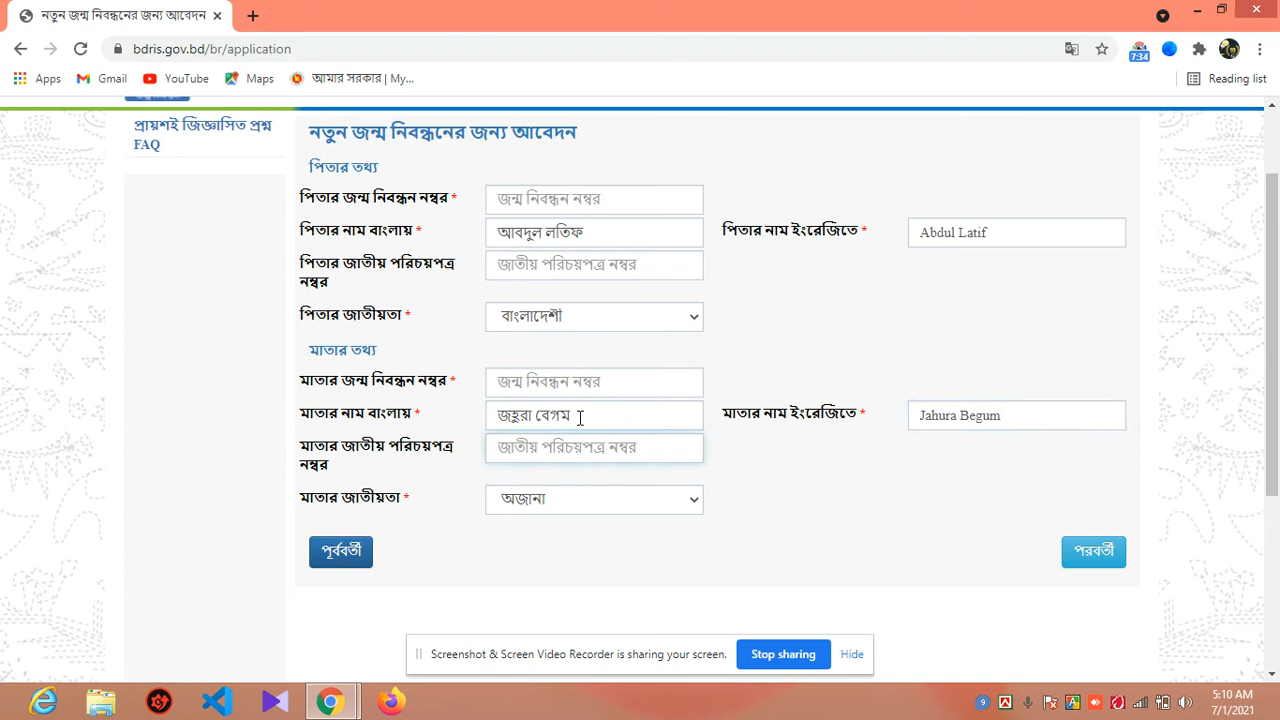 নতুন জন্ম নিবন্ধনের জন্য আবেদন
bdris.gov.bd/br/application
7:34
Apps Gmail YouTube Maps আমার সরকার | My... Reading list
প্রায়শই জিজ্ঞাসিত প্রশ্ন
FAQ
নতুন জন্ম নিবন্ধনের জন্য আবেদন
পিতার তথ্য
পিতার জন্ম নিবন্ধন নম্বর * জন্ম নিবন্ধন নম্বর
পিতার নাম বাংলায় * আবদুল লতিফ পিতার নাম ইংরেজিতে * Abdul Latif
পিতার জাতীয় পরিচয়পত্র জাতীয় পরিচয়পত্র নম্বর
নম্বর
পিতার জাতীয়তা * বাংলাদেশী
মাতার তথ্য
মাতার জন্ম নিবন্ধন নম্বর * জন্ম নিবন্ধন নম্বর
মাতার নাম বাংলায় * জহুরা বেগম মাতার নাম ইংরেজিতে * Jahura Begum
মাতার জাতীয় পরিচয়পত্র জাতীয় পরিচয়পত্র নম্বর
নম্বর
মাতার জাতীয়তা * অজানা
পূর্ববর্তী পরবর্তী
Screenshot & Screen Video Recorder is sharing your screen. Stop sharing Hide
5:10 AM
7/1/2021